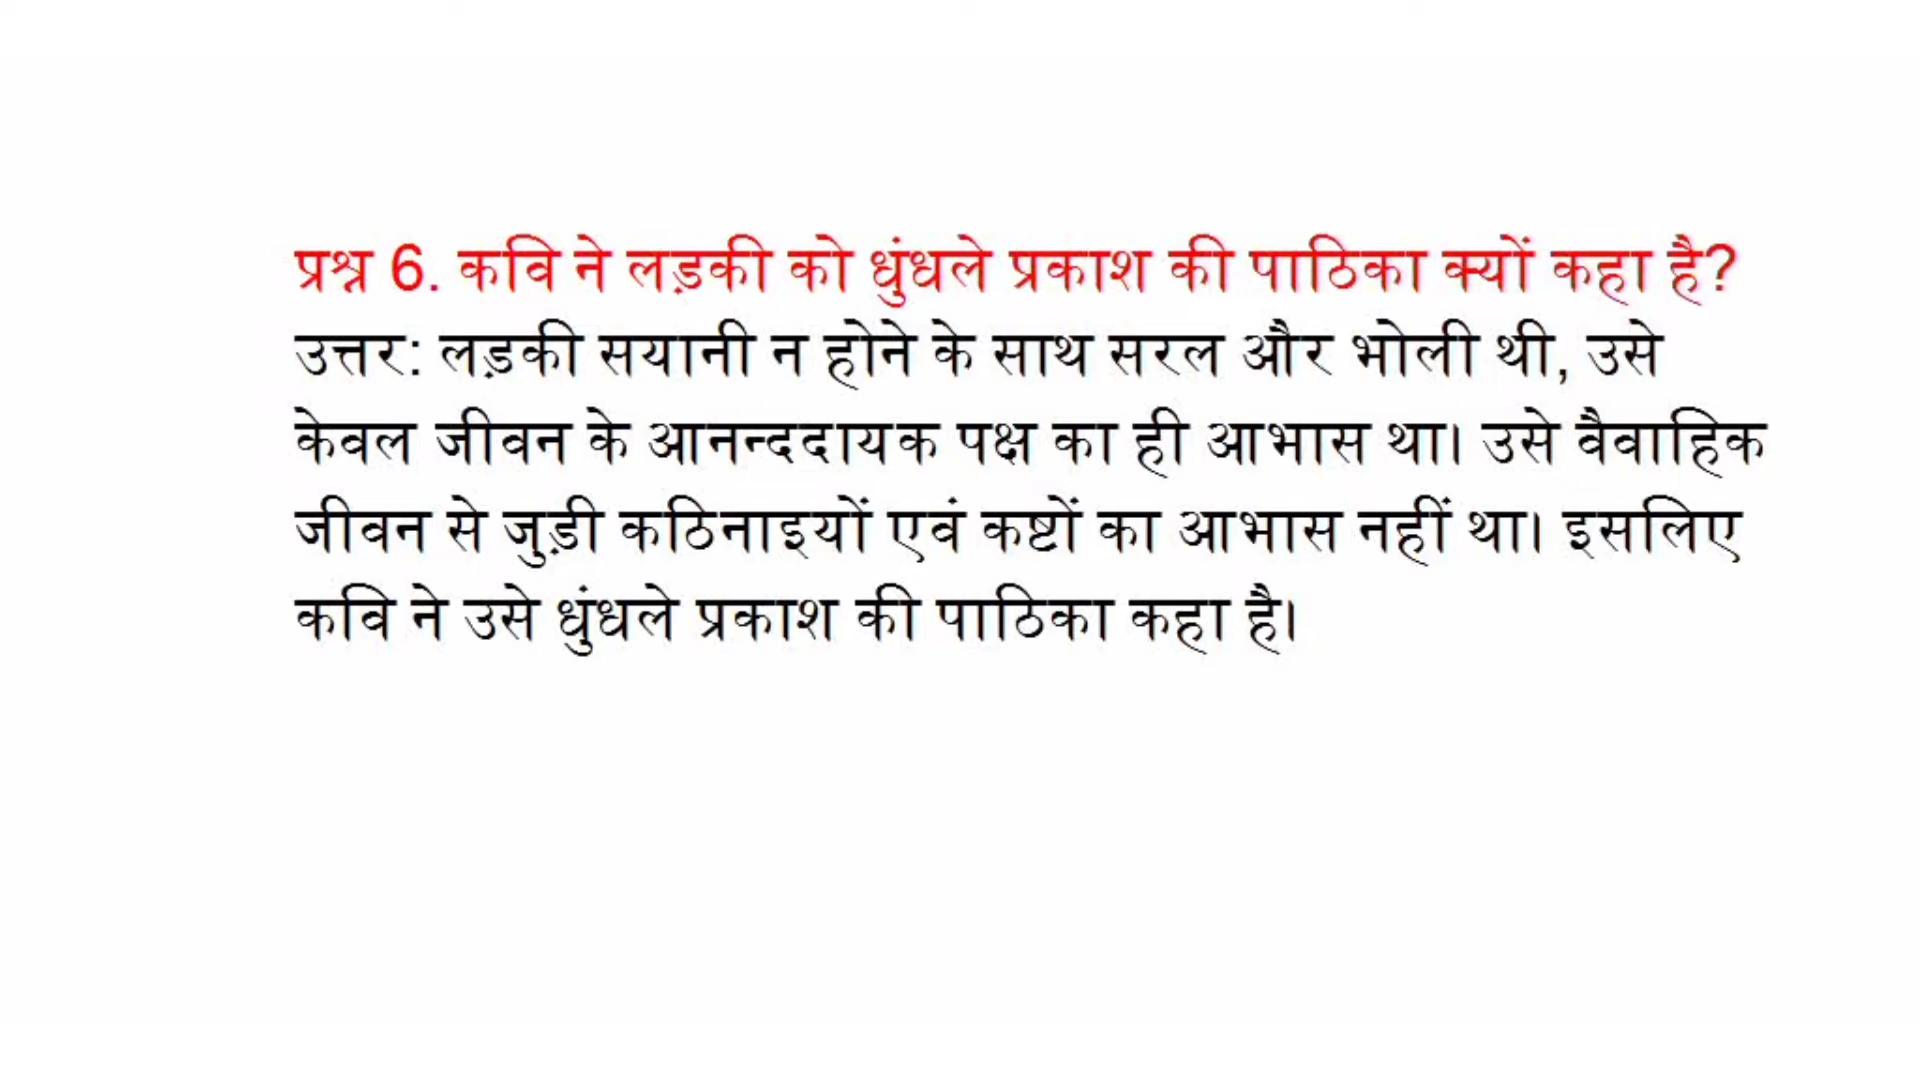 प्रश्न 6. कवि ने लड़की को धुंधले प्रकाश की पाठिका क्यों कहा है?
उत्तर: लड़की सयानी न होने के साथ सरल और भोली थी, उसे
केवल जीवन के आनन्ददायक पक्ष का ही आभास था। उसे वैवाहिक
जीवन से जुड़ी कठिनाइयों एवं कष्टों का आभास नहीं था। इसलिए
कवि ने उसे धुंधले प्रकाश की पाठिका कहा है।